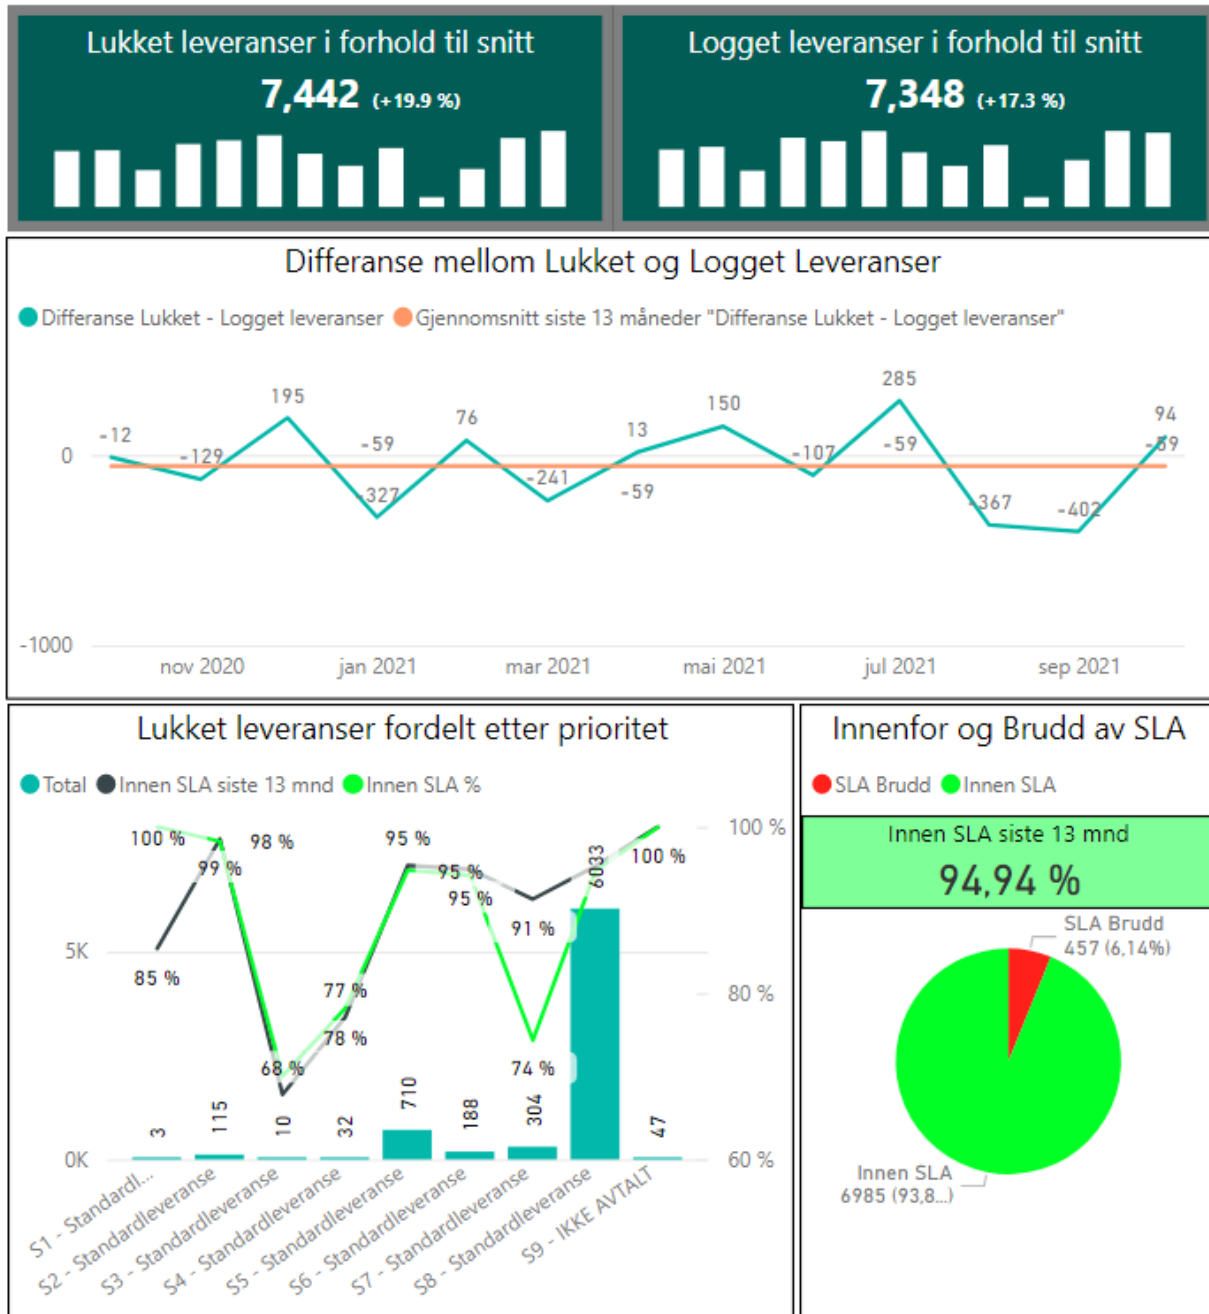 Lukket leveranser i forhold til snitt
7,442 (+19.9 %)
Logget leveranser i forhold til snitt
7,348 (+17.3 %)
Differanse mellom Lukket og Logget Leveranser
Differanse Lukket - Logget leveranser Gjennomsnitt siste 13 måneder "Differanse Lukket - Logget leveranser"
285
195
150
94
76
13
-12
-59
-59
-59
-129
-107
0
-241
-59
-327
-367
-402
-1000
nov 2020 jan 2021 mar 2021 mai 2021 jul 2021 sep 2021
Lukket leveranser fordelt etter prioritet
Total Innen SLA siste 13 mnd Innen SLA %
100 %
98 %
95 %
100 %
99 %
95 %
6033
100 %
95 %
91 %
5K
85 %
77 %
80 %
78 %
68 %
74 %
3
115
10
32
710
188
304
47
0K
60 %
S1 - Standardl...
S2 - Standardleveranse
S3 - Standardleveranse
S4 - Standardleveranse
S5 - Standardleveranse
S6 - Standardleveranse
S7 - Standardleveranse
S8 - Standardleveranse
S9 - IKKE AVTALT
Innenfor og Brudd av SLA
SLA Brudd Innen SLA
Innen SLA siste 13 mnd
94,94 %
SLA Brudd
457 (6,14%)
Innen SLA
6985 (93,8...)